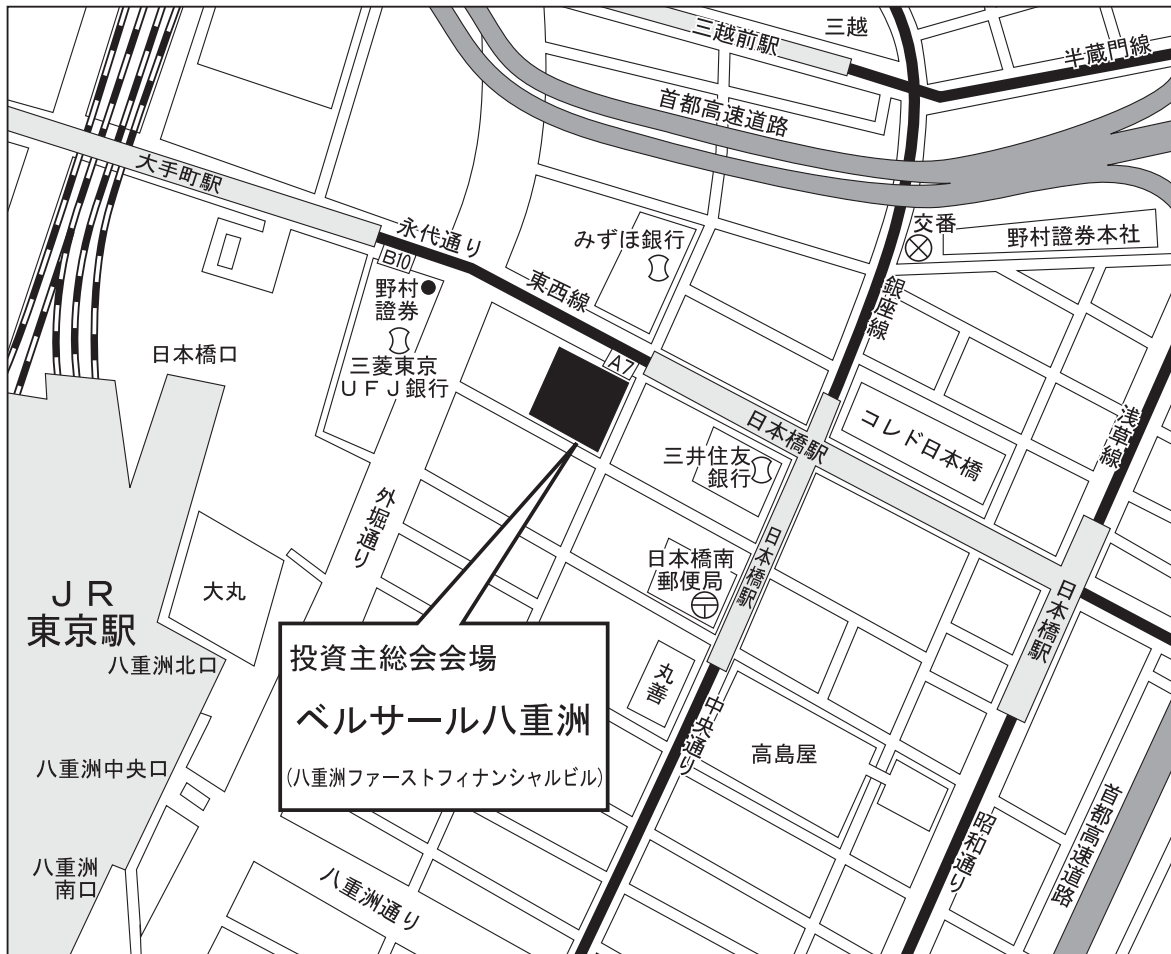 三越前駅
三越
半蔵門線
首都高速道路
大手町駅
永代通り
B10
みずほ銀行
交番
野村證券本社
東西線
銀座線
野村
證券
三菱東京
UFJ銀行
日本橋口
A7
日本橋駅
コレド日本橋
浅草線
三井住友
銀行
外堀通り
日本橋南
郵便局
日本橋駅
日本橋駅
大丸
JR
東京駅
八重洲北口
投資主総会会場
ベルサール八重洲
(八重洲ファーストフィナンシャルビル)
丸善
中央通り
高島屋
八重洲中央口
昭和通り
首都高速道路
八重洲
南口
八重洲通り